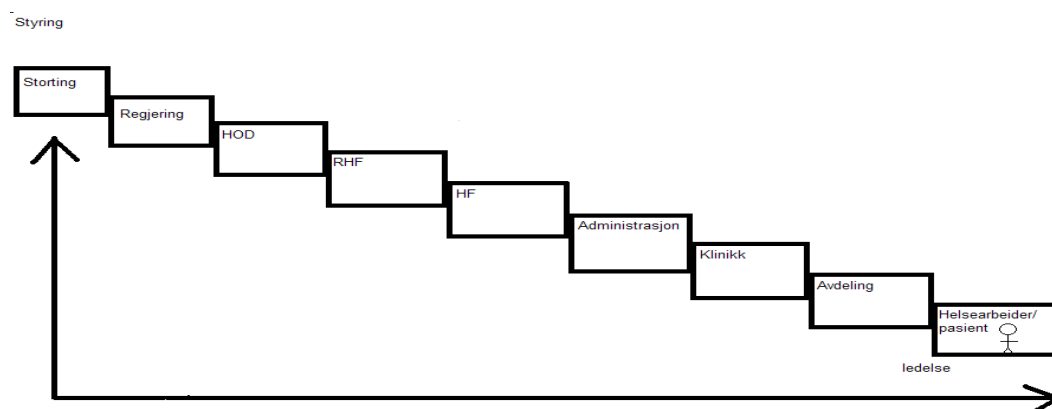 Styring
Storting
Regjering
HOD
RHF
HF
Administrasjon
Klinikk
Avdeling
Helsearbeider/
pasient
ledelse